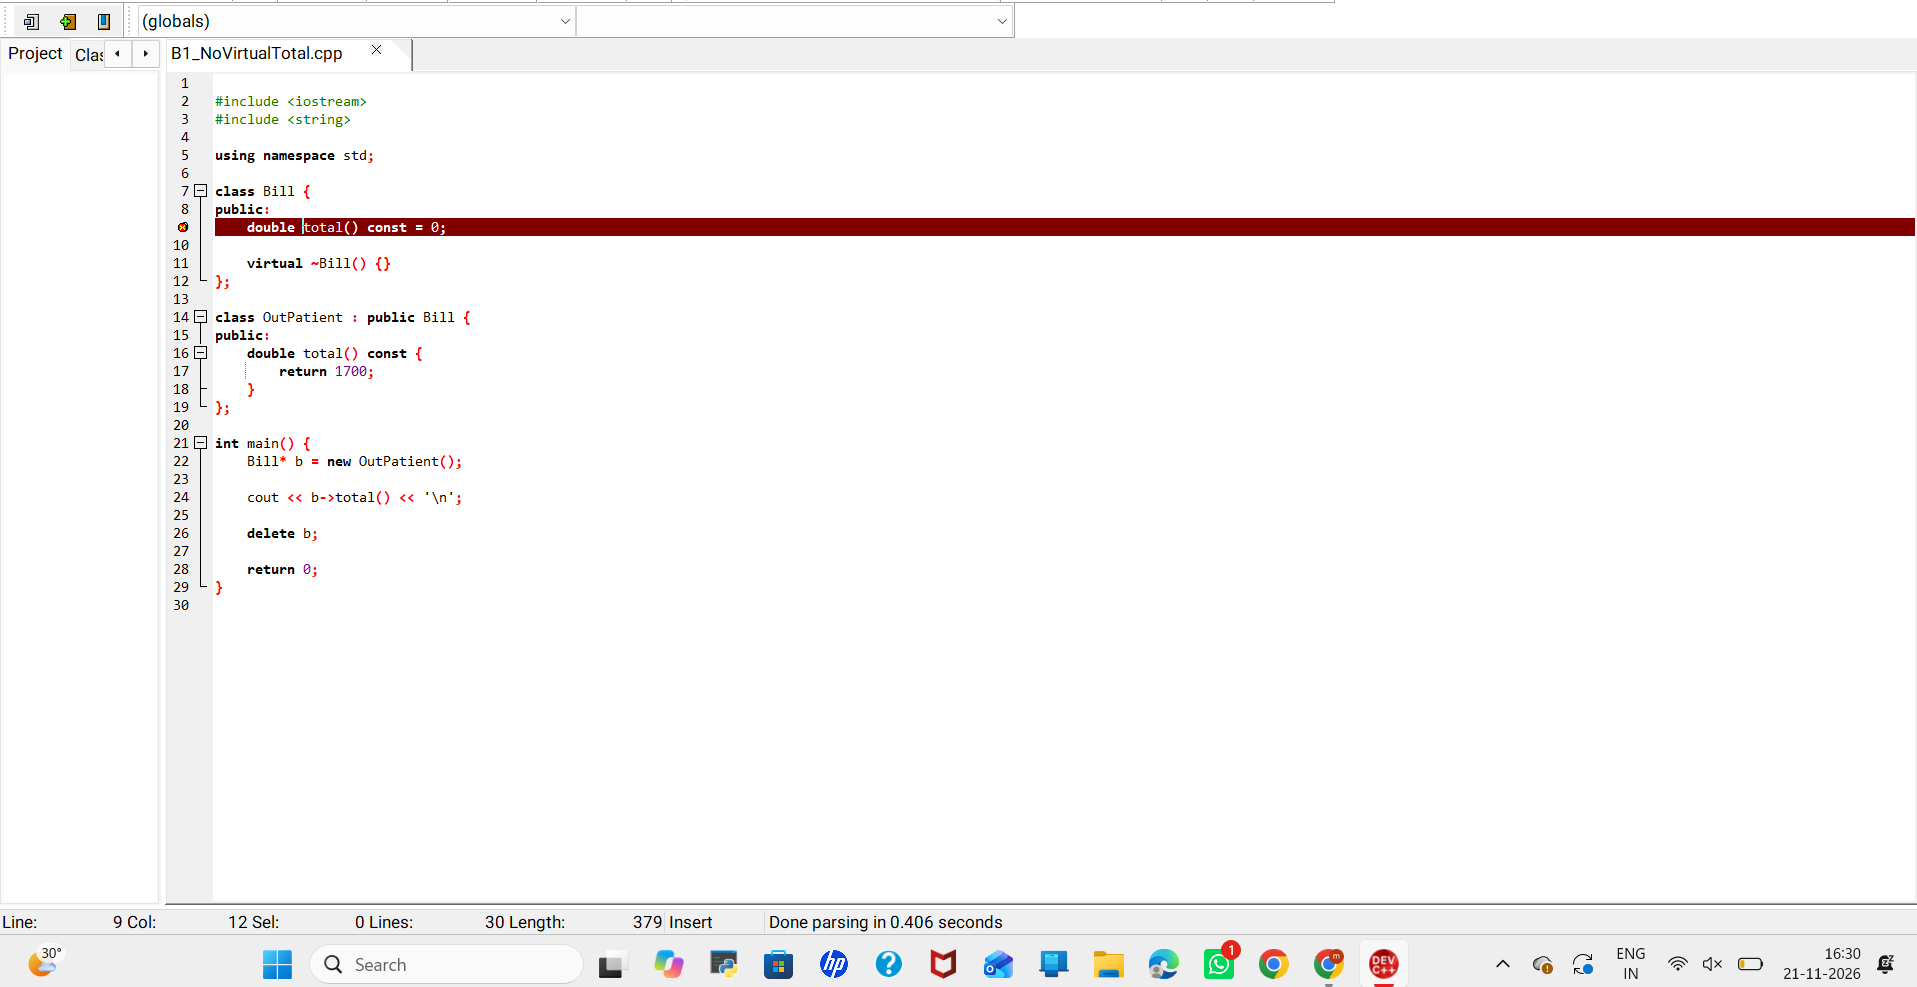 (globals)
Project Clas B1_NoVirtualTotal.cpp
1
2 #include <iostream>
3 #include <string>
4
5 using namespace std;
6
7 class Bill {
8 public:
double total() const = 0;
10
11 virtual ~Bill() {}
12 };
13
14 class OutPatient : public Bill {
15 public:
16 double total() const {
17 return 1700;
18 }
19 };
20
21 int main() {
22 Bill* b = new OutPatient();
23
24 cout << b->total() << '\n';
25
26 delete b;
27
28 return 0;
29 }
30
Line: 9 Col: 12 Sel: 0 Lines: 30 Length: 379 Insert Done parsing in 0.406 seconds
30°
Search
hp
?
1
m
DEV
C++
ENG
IN
16:30
21-11-2026